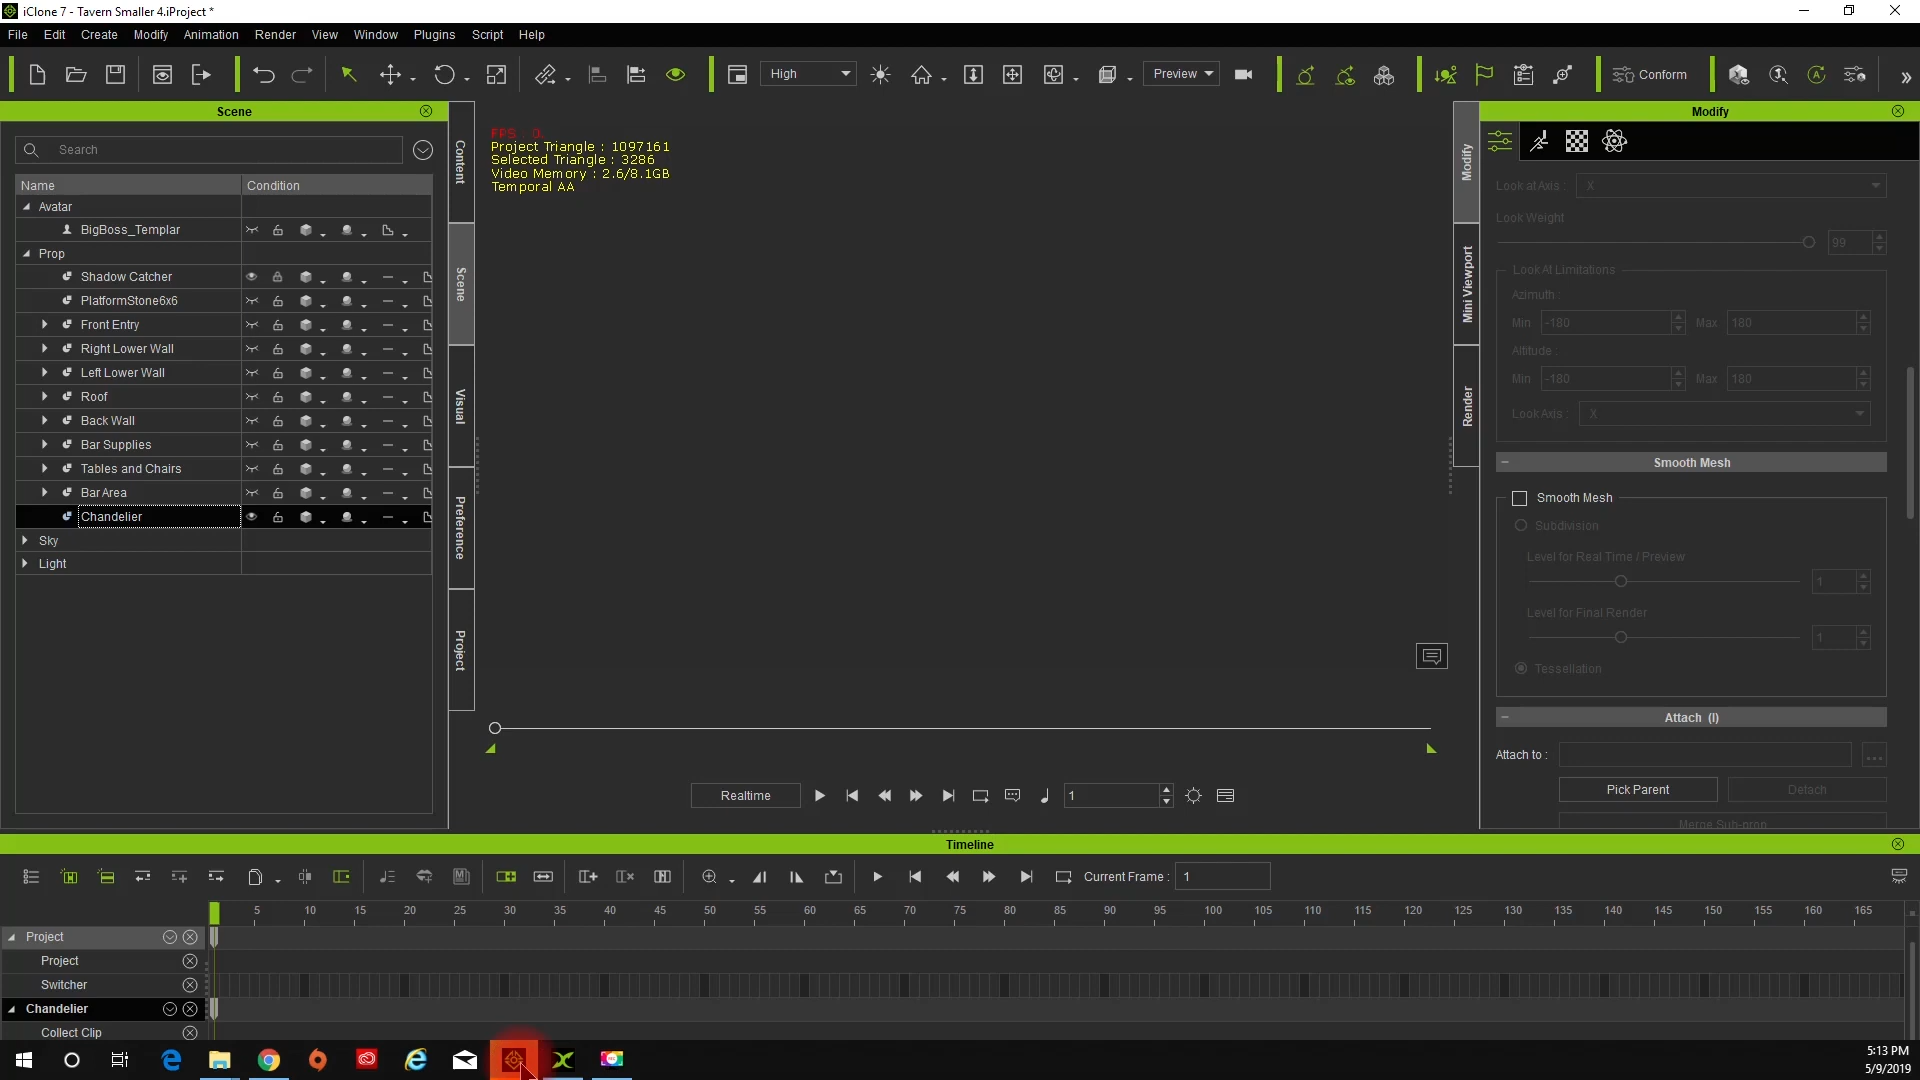 iClone 7 - Tavern Smaller 4.iProject *
File Edit Create Modify Animation Render View Window Plugins Script Help
High
Preview
Conform
Scene
Search
Name Condition
Avatar
BigBoss_Templar
Prop
Shadow Catcher
PlatformStone6x6
Front Entry
Right Lower Wall
Left Lower Wall
Roof
Back Wall
Bar Supplies
Tables and Chairs
Bar Area
Chandelier
Sky
Light
Content
Scene
Visual
Preference
Project
FPS : 0.
Project Triangle : 1097161
Selected Triangle : 3286
Video Memory : 2.6/8.1GB
Temporal AA
Modify
Mini Viewport
Render
Modify
Look at Axis : X
Look Weight
99
Look At Limitations
Azimuth :
Min -180 Max 180
Altitude :
Min -180 Max 180
Look Axis : X
Smooth Mesh
Smooth Mesh
Subdivision
Level for Real Time / Preview
1
Level for Final Render
1
Tessellation
Attach (I)
Attach to :
...
Pick Parent Detach
Merge Sub-prop
Realtime 1
Timeline
Current Frame : 1
5 10 15 20 25 30 35 40 45 50 55 60 65 70 75 80 85 90 95 100 105 110 115 120 125 130 135 140 145 150 155 160 165
Project
Project
Switcher
Chandelier
Collect Clip
5:13 PM
5/9/2019